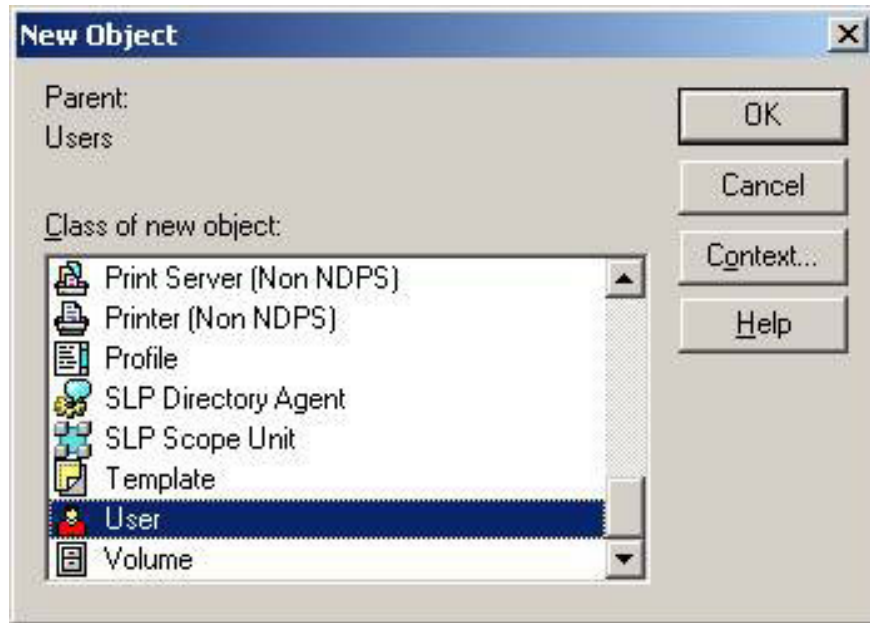 New Object
Parent:
Users
OK
Cancel
Context...
Help
Class of new object:
Print Server (Non NDPS)
Printer (Non NDPS)
Profile
SLP Directory Agent
SLP Scope Unit
Template
User
Volume